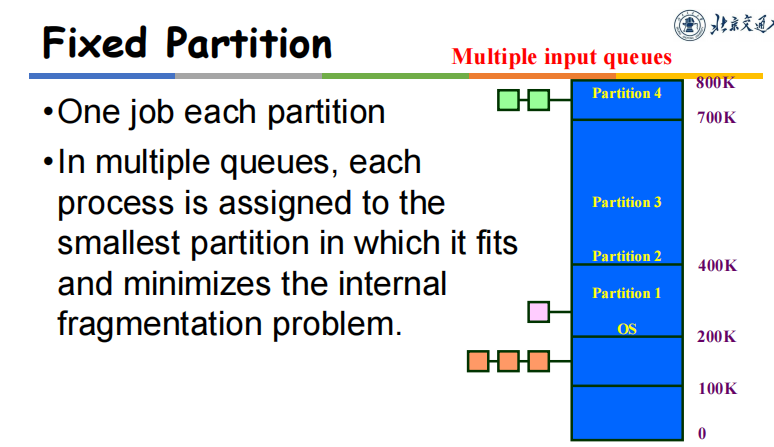 Fixed Partition
北京交通大
Multiple input queues
•One job each partition
•In multiple queues, each
process is assigned to the
smallest partition in which it fits
and minimizes the internal
fragmentation problem.
800K
Partition 4
700K
Partition 3
Partition 2
400K
Partition 1
OS
200K
100K
0